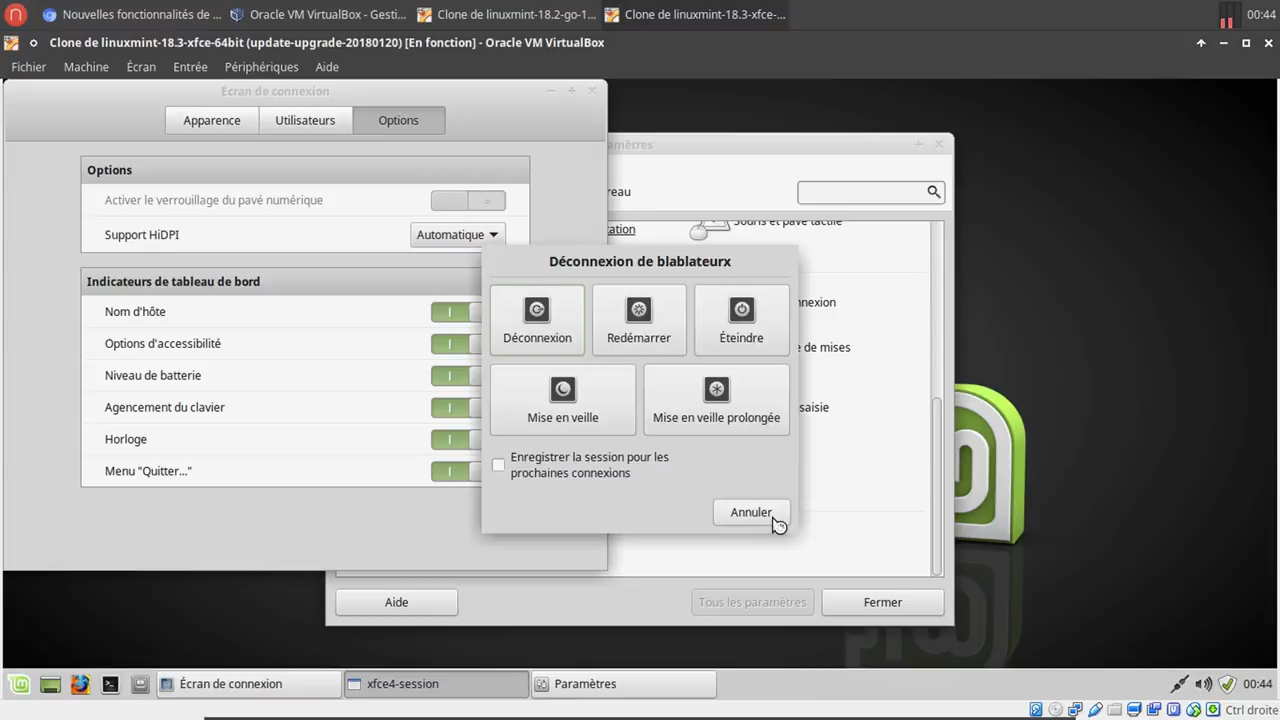 Nouvelles fonctionnalités de ...
Oracle VM VirtualBox - Gesti...
Clone de linuxmint-18.2-go-1...
Clone de linuxmint-18.3-xfce-...
00:44
Clone de linuxmint-18.3-xfce-64bit (update-upgrade-20180120) [En fonction] - Oracle VM VirtualBox
Fichier Machine Écran Entrée Périphériques Aide
Écran de connexion
Apparence Utilisateurs Options
Options
Activer le verrouillage du pavé numérique
Support HiDPI
Automatique
Indicateurs de tableau de bord
Nom d'hôte
Options d'accessibilité
Niveau de batterie
Agencement du clavier
Horloge
Menu "Quitter..."
amètres
reau
tation
Souris et pavé tactile
nnexion
e de mises
saisie
Déconnexion de blablateurx
Déconnexion
Redémarrer
Éteindre
Mise en veille
Mise en veille prolongée
Enregistrer la session pour les
prochaines connexions
Annuler
Aide
Tous les paramètres
Fermer
Écran de connexion
xfce4-session
Paramètres
00:44
Ctrl droite